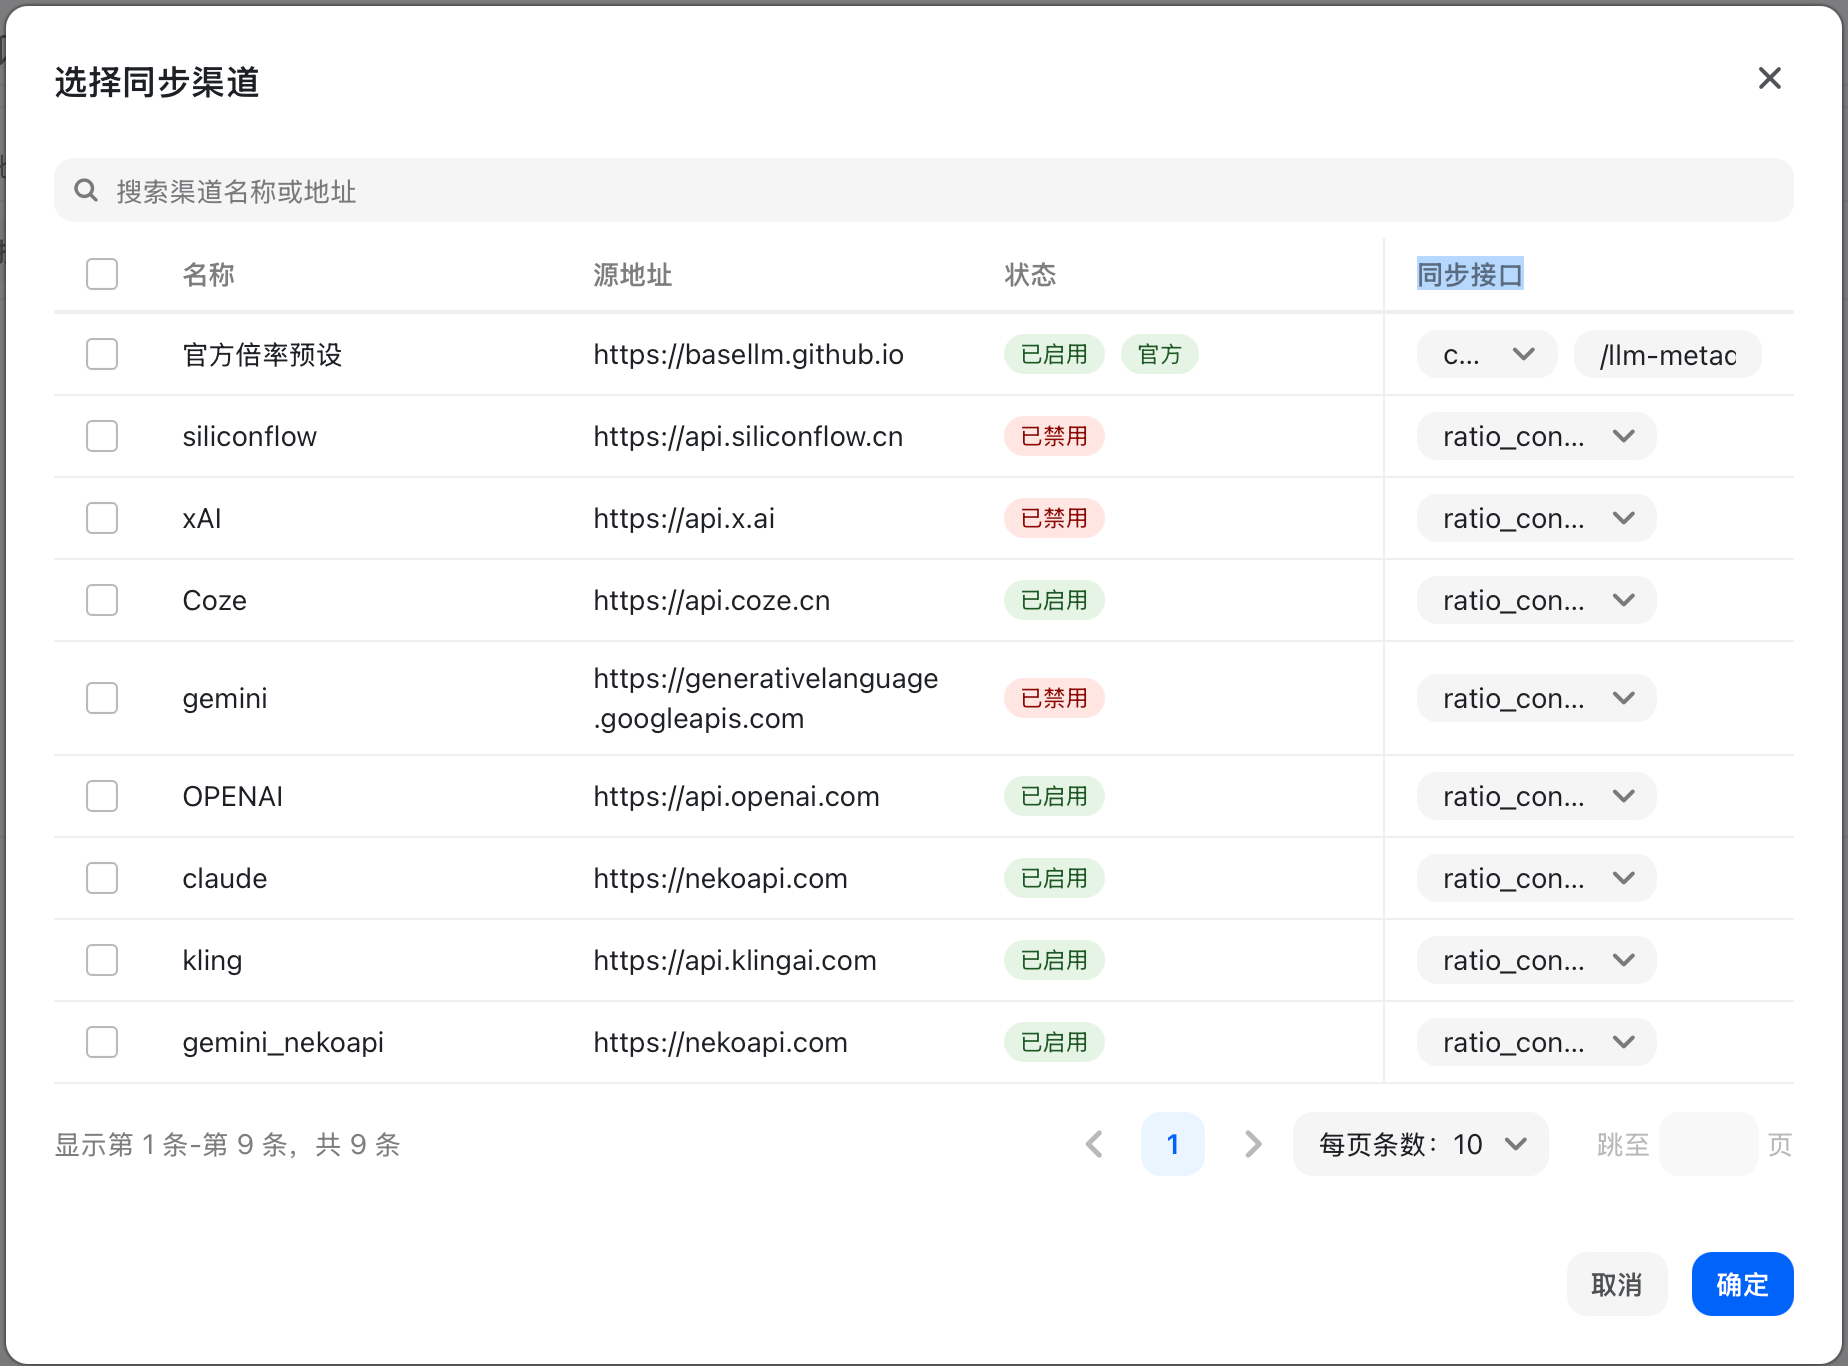 选择同步渠道
搜索渠道名称或地址
名称 源地址 状态 同步接口
官方倍率预设 https://basellm.github.io 已启用 官方 c... /llm-metad
siliconflow https://api.siliconflow.cn 已禁用 ratio_con...
xAI https://api.x.ai 已禁用 ratio_con...
Coze https://api.coze.cn 已启用 ratio_con...
gemini https://generativelanguage
.googleapis.com 已禁用 ratio_con...
OPENAI https://api.openai.com 已启用 ratio_con...
claude https://nekoapi.com 已启用 ratio_con...
kling https://api.klingai.com 已启用 ratio_con...
gemini_nekoapi https://nekoapi.com 已启用 ratio_con...
显示第 1 条-第 9 条，共 9 条 1 每页条数：10 跳至 页
取消 确定